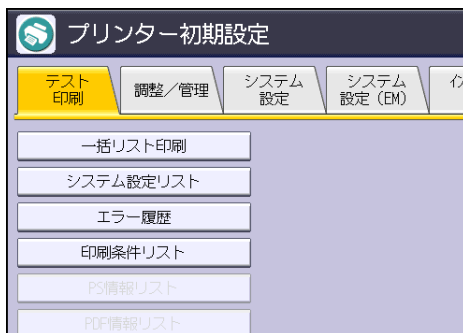 プリンター初期設定
テスト
印刷
調整／管理
システム
設定
システム
設定（EM）
一括リスト印刷
システム設定リスト
エラー履歴
印刷条件リスト
PS情報リスト
PDF情報リスト